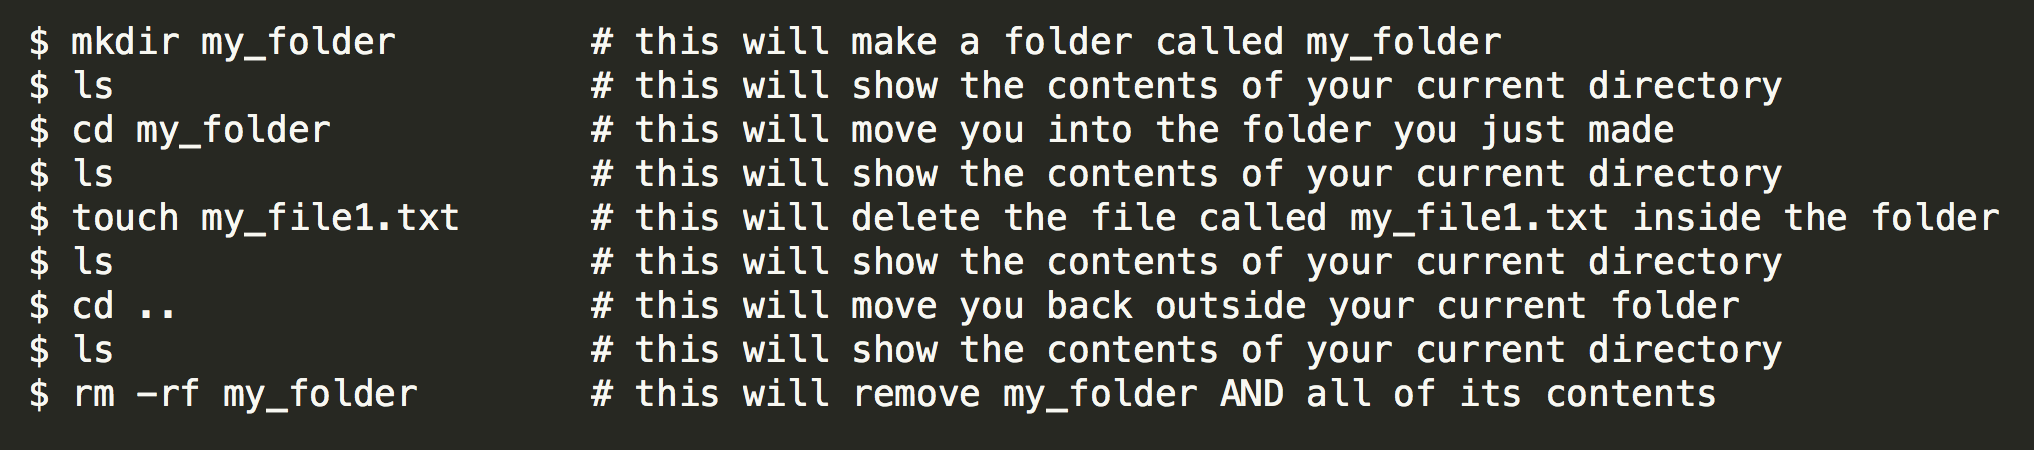 $ mkdir my_folder         # this will make a folder called my_folder
$ ls                      # this will show the contents of your current directory
$ cd my_folder            # this will move you into the folder you just made
$ ls                      # this will show the contents of your current directory
$ touch my_file1.txt      # this will delete the file called my_file1.txt inside the folder
$ ls                      # this will show the contents of your current directory
$ cd ..                   # this will move you back outside your current folder
$ ls                      # this will show the contents of your current directory
$ rm -rf my_folder        # this will remove my_folder AND all of its contents